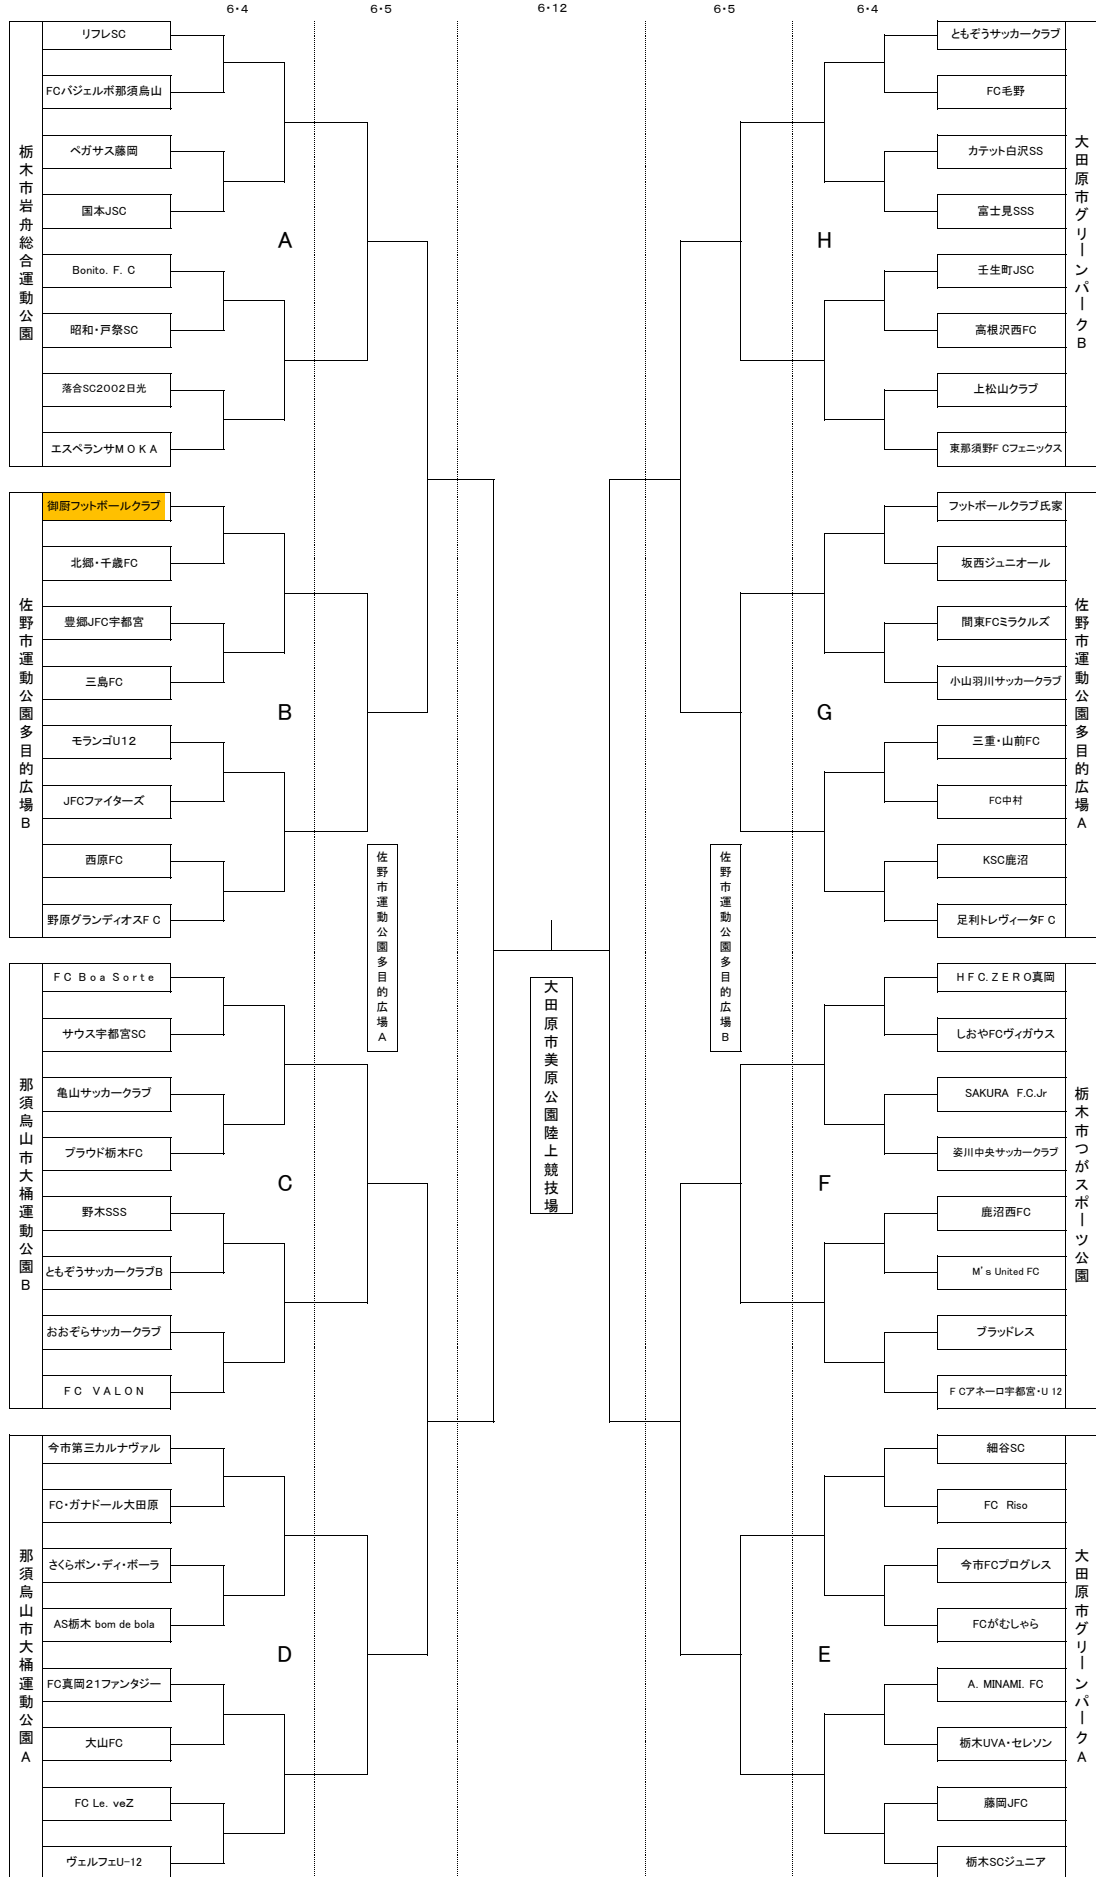 6・4
6・5
6・12
6・5
6・4
栃木市岩舟総合運動公園
リフレSC
FCバジェルボ那須烏山
ペガサス藤岡
国本JSC
A
Bonito. F. C
昭和・戸祭SC
落合SC2002日光
エスペランサMOKA
佐野市運動公園多目的広場B
御厨フットボールクラブ
北郷・千歳FC
豊郷JFC宇都宮
三島FC
B
モランゴU12
JFCファイターズ
西原FC
野原グランディオスFC
那須烏山市大桶運動公園B
FC Boa Sorte
サウス宇都宮SC
亀山サッカークラブ
プラウド栃木FC
C
野木SSS
ともぞうサッカークラブB
おおぞらサッカークラブ
FC VALON
那須烏山市大桶運動公園A
今市第三カルナヴァル
FC・ガナドール大田原
さくらボン・ディ・ボーラ
AS栃木 bom de bola
D
FC真岡21ファンタジー
大山FC
FC Le. veZ
ヴェルフェU-12
佐野市運動公園多目的広場A
大田原市美原公園陸上競技場
佐野市運動公園多目的広場B
ともぞうサッカークラブ
FC毛野
カテット白沢SS
富士見SSS
H
壬生町JSC
高根沢西FC
上松山クラブ
東那須野FCフェニックス
大田原市グリーンパークB
フットボールクラブ氏家
坂西ジュニオール
間東FCミラクルズ
小山羽川サッカークラブ
G
三重・山前FC
FC中村
KSC鹿沼
足利トレヴィータFC
佐野市運動公園多目的広場A
HFC.ZERO真岡
しおやFCヴィガウス
SAKURA F.C.Jr
姿川中央サッカークラブ
F
鹿沼西FC
M's United FC
ブラッドレス
FCアネーロ宇都宮・U12
栃木市つがスポーツ公園
細谷SC
FC Riso
今市FCプログレス
FCがむしゃら
E
A. MINAMI. FC
栃木UVA・セレソン
藤岡JFC
栃木SCジュニア
大田原市グリーンパークA